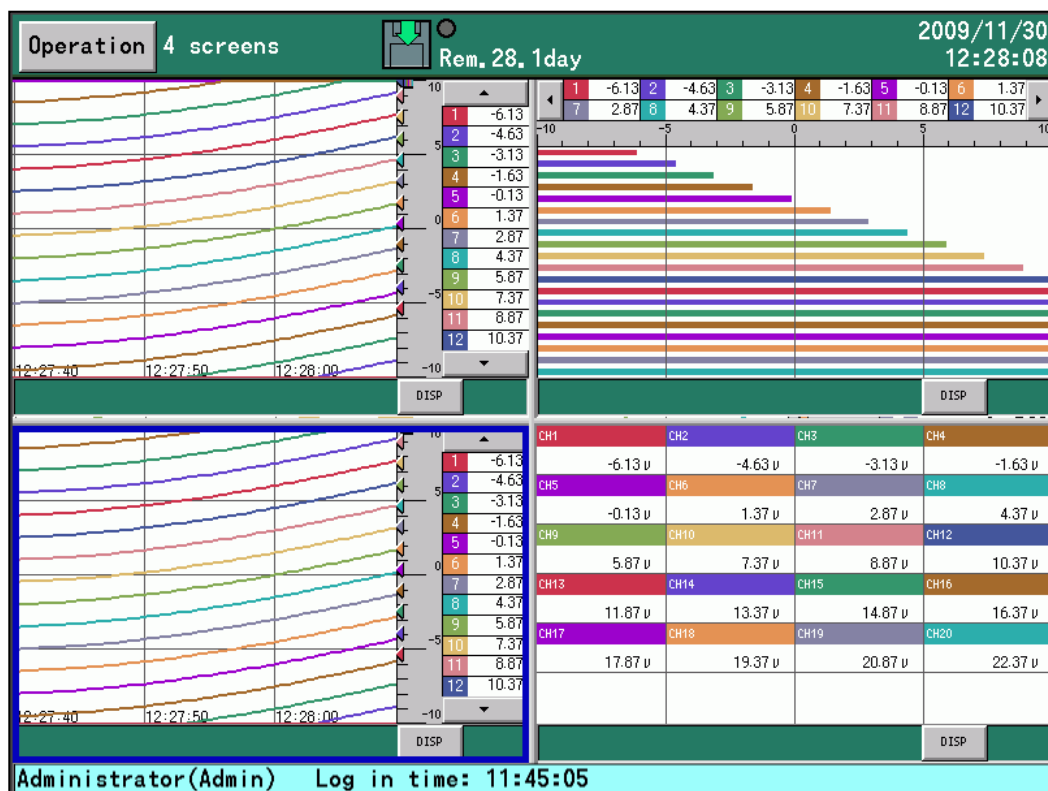 Operation 4 screens Rem.28.1day 2009/11/30
12:28:08
10
5
0
-5
-10
1 -6.13
2 -4.63
3 -3.13
4 -1.63
5 -0.13
6 1.37
7 2.87
8 4.37
9 5.87
10 7.37
11 8.87
12 10.37
12:27:40 12:27:50 12:28:00
DISP
1 -6.13 2 -4.63 3 -3.13 4 -1.63 5 -0.13 6 1.37
7 2.87 8 4.37 9 5.87 10 7.37 11 8.87 12 10.37
-10 -5 0 5 10
DISP
10
5
0
-5
-10
1 -6.13
2 -4.63
3 -3.13
4 -1.63
5 -0.13
6 1.37
7 2.87
8 4.37
9 5.87
10 7.37
11 8.87
12 10.37
12:27:40 12:27:50 12:28:00
DISP
CH1 CH2 CH3 CH4
-6.13 υ -4.63 υ -3.13 υ -1.63 υ
CH5 CH6 CH7 CH8
-0.13 υ 1.37 υ 2.87 υ 4.37 υ
CH9 CH10 CH11 CH12
5.87 υ 7.37 υ 8.87 υ 10.37 υ
CH13 CH14 CH15 CH16
11.87 υ 13.37 υ 14.87 υ 16.37 υ
CH17 CH18 CH19 CH20
17.87 υ 19.37 υ 20.87 υ 22.37 υ
DISP
Administrator(Admin) Log in time: 11:45:05